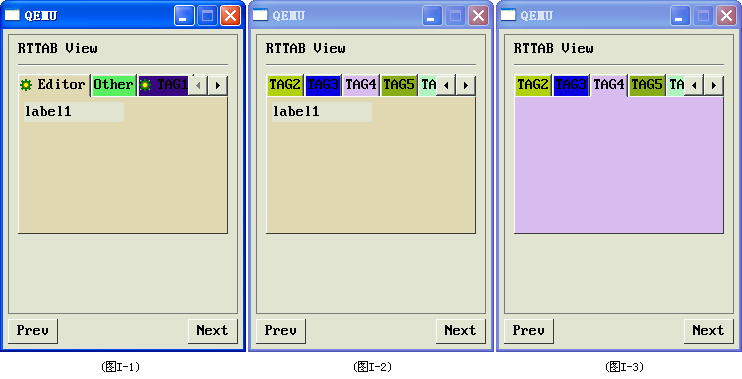 QEMU QEMU QEMU
RTTAB View RTTAB View RTTAB View
Editor Other TAG1 TAG2 TAG3 TAG4 TAG5 TA TAG2 TAG3 TAG4 TAG5 TA
label1 label1
Prev Next Prev Next Prev Next
(图I-1) (图I-2) (图I-3)